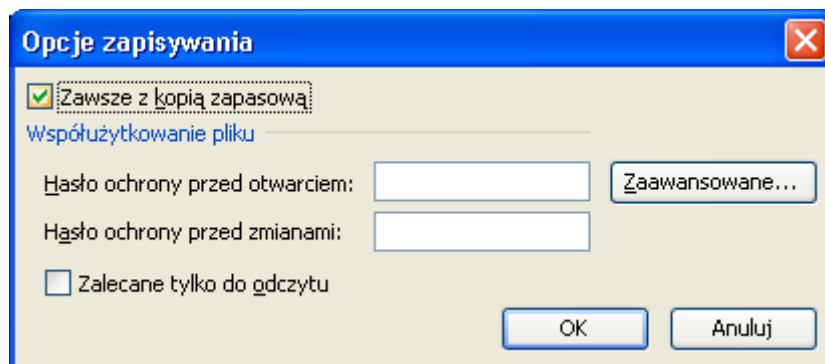 Opcje zapisywania
Zawsze z kopią zapasową
Współużytkowanie pliku
Hasło ochrony przed otwarciem:
Zaawansowane...
Hasło ochrony przed zmianami:
Zalecane tylko do odczytu
OK
Anuluj